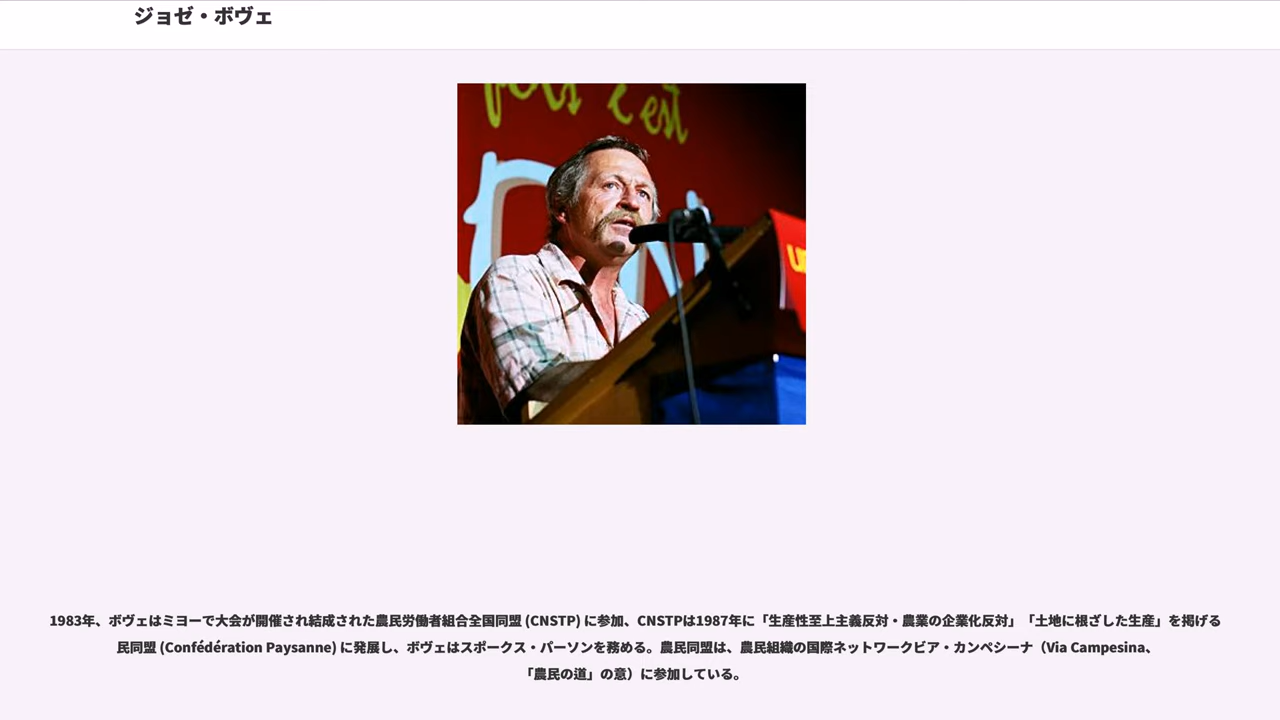 ジョゼ・ボヴェ
c'est
1983年、ボヴェはミヨーで大会が開催され結成された農民労働者組合全国同盟 (CNSTP) に参加、CNSTPは1987年に「生産性至上主義反対・農業の企業化反対」「土地に根ざした生産」を掲げる
民同盟 (Confédération Paysanne) に発展し、ボヴェはスポークス・パーソンを務める。農民同盟は、農民組織の国際ネットワークビア・カンペシーナ（Via Campesina、
「農民の道」の意）に参加している。